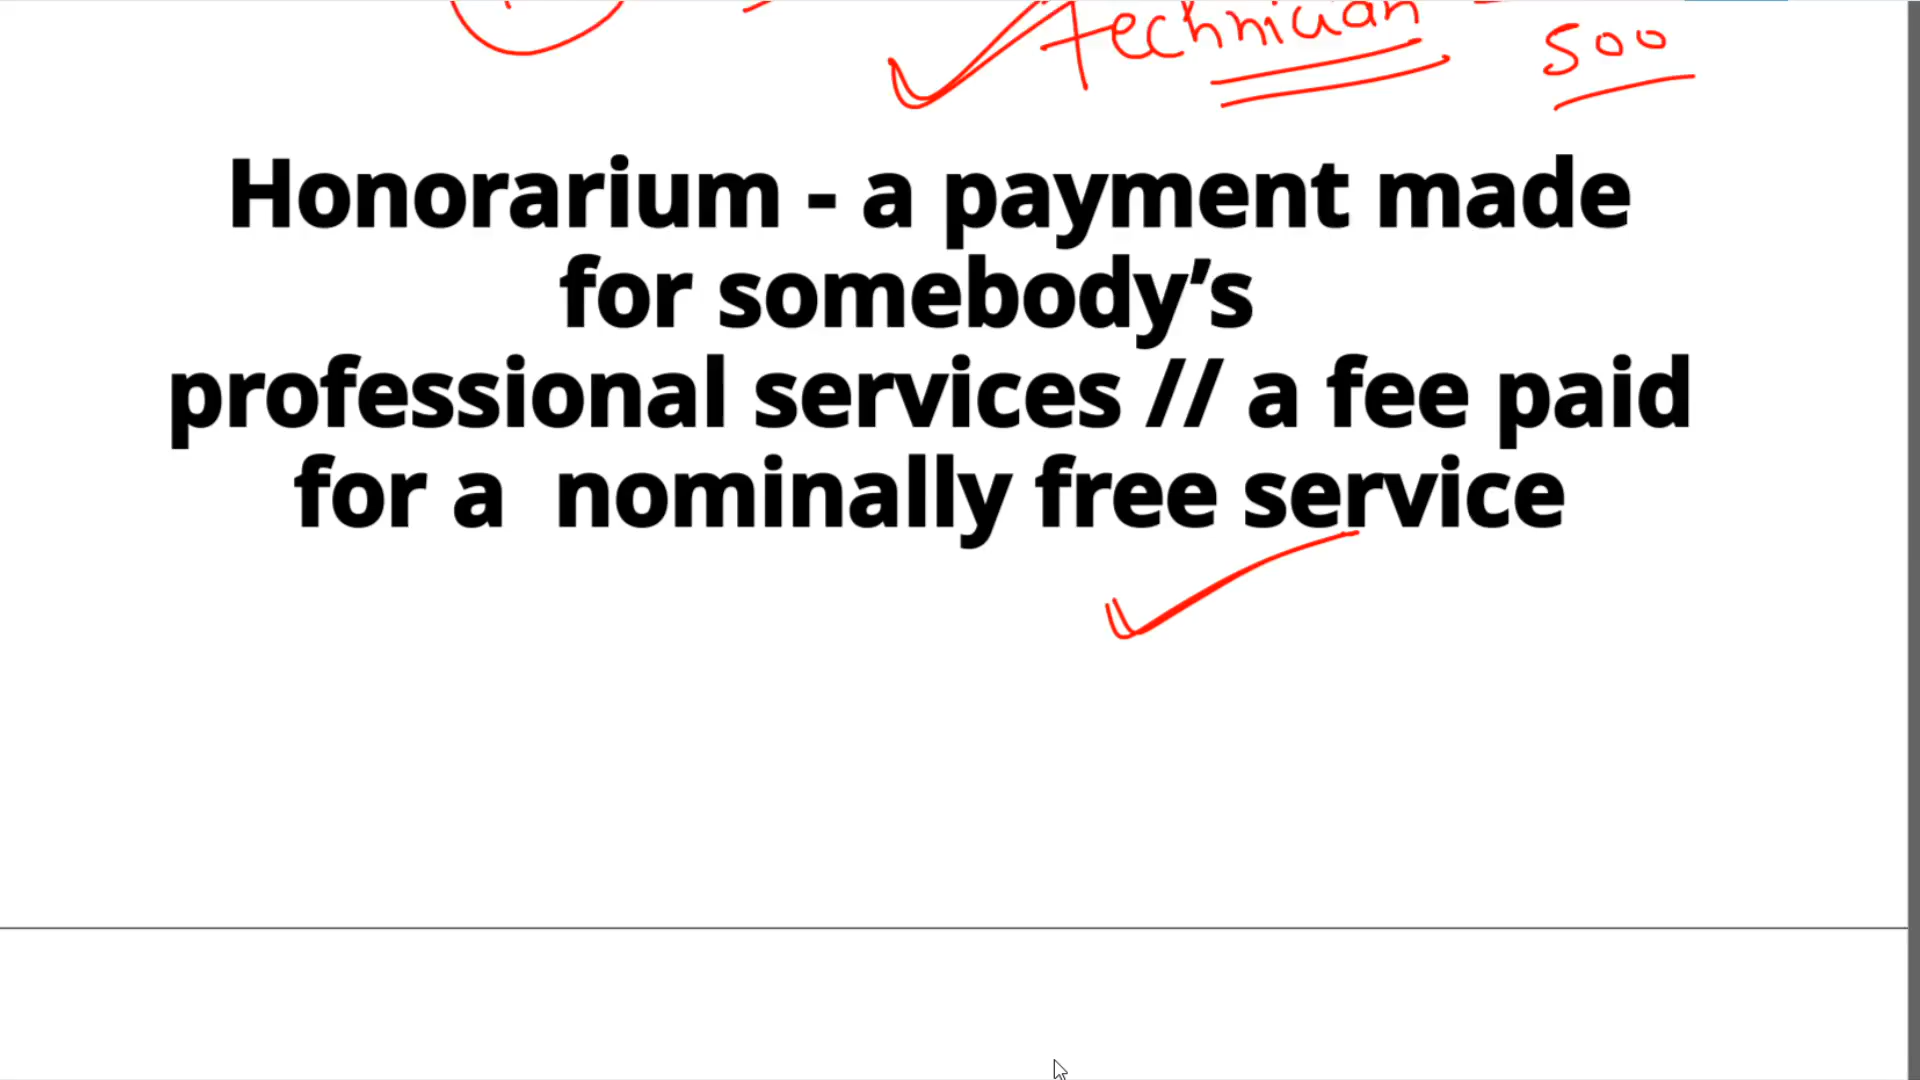 Technician
500
Honorarium - a payment made
for somebody’s
professional services // a fee paid
for a  nominally free service